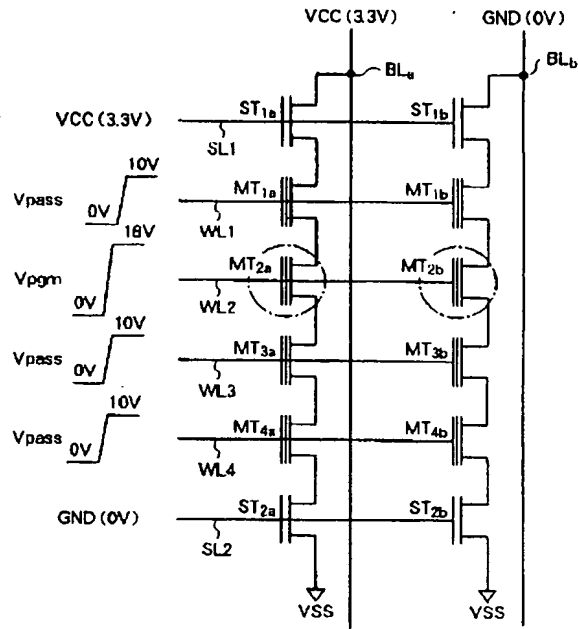 VCC(3.3V) GND(0V)
BLa BLb
VCC(3.3V) SL1 ST1a ST1b
Vpass 0V 10V WL1 MT1a MT1b
Vpgm 0V 18V WL2 MT2a MT2b
Vpass 0V 10V WL3 MT3a MT3b
Vpass 0V 10V WL4 MT4a MT4b
GND(0V) SL2 ST2a ST2b
VSS VSS